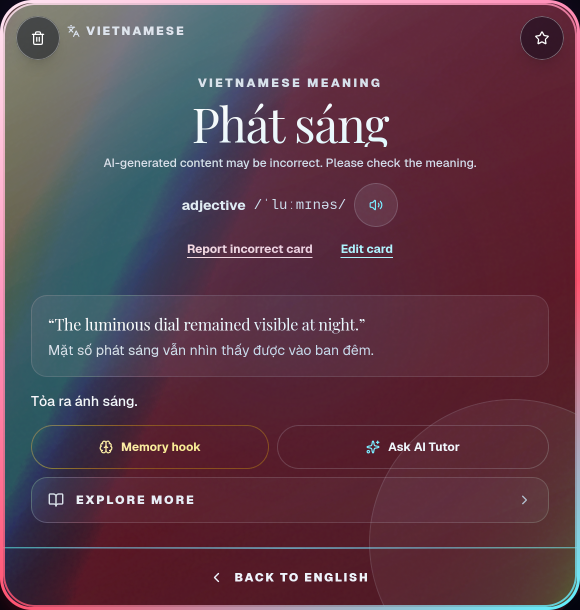 VIETNAMESE
VIETNAMESE MEANING
Phát sáng
AI-generated content may be incorrect. Please check the meaning.
adjective /ˈluːmɪnəs/
Report incorrect card Edit card
“The luminous dial remained visible at night.”
Mặt số phát sáng vẫn nhìn thấy được vào ban đêm.
Tỏa ra ánh sáng.
Memory hook Ask AI Tutor
EXPLORE MORE
BACK TO ENGLISH